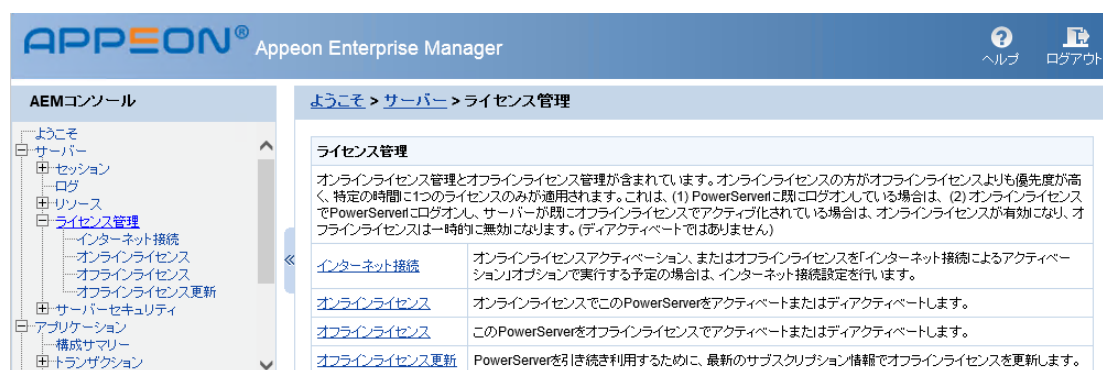 APPEON® Appeon Enterprise Manager
ヘルプ
ログアウト
AEMコンソール
ようこそ > サーバー > ライセンス管理
ようこそ
サーバー
セッション
ログ
リソース
ライセンス管理
インターネット接続
オンラインライセンス
オフラインライセンス
オフラインライセンス更新
サーバーセキュリティ
アプリケーション
構成サマリー
トランザクション
«
ライセンス管理
オンラインライセンス管理とオフラインライセンス管理が含まれています。オンラインライセンスの方がオフラインライセンスよりも優先度が高
く、特定の時間に1つのライセンスのみが適用されます。これは、(1) PowerServerに既にログオンしている場合は、(2) オンラインライセンス
でPowerServerにログオンし、サーバーが既にオフラインライセンスでアクティブ化されている場合は、オンラインライセンスが有効になり、オ
フラインライセンスは一時的に無効になります。(ディアクティベートではありません)
インターネット接続
オンラインライセンスアクティベーション、またはオフラインライセンスを「インターネット接続によるアクティベー
ション」オプションで実行する予定の場合は、インターネット接続設定を行います。
オンラインライセンス
オンラインライセンスでこのPowerServerをアクティベートまたはディアクティベートします。
オフラインライセンス
このPowerServerをオフラインライセンスでアクティベートまたはディアクティベートします。
オフラインライセンス更新
PowerServerを引き続き利用するために、最新のサブスクリプション情報でオフラインライセンスを更新します。